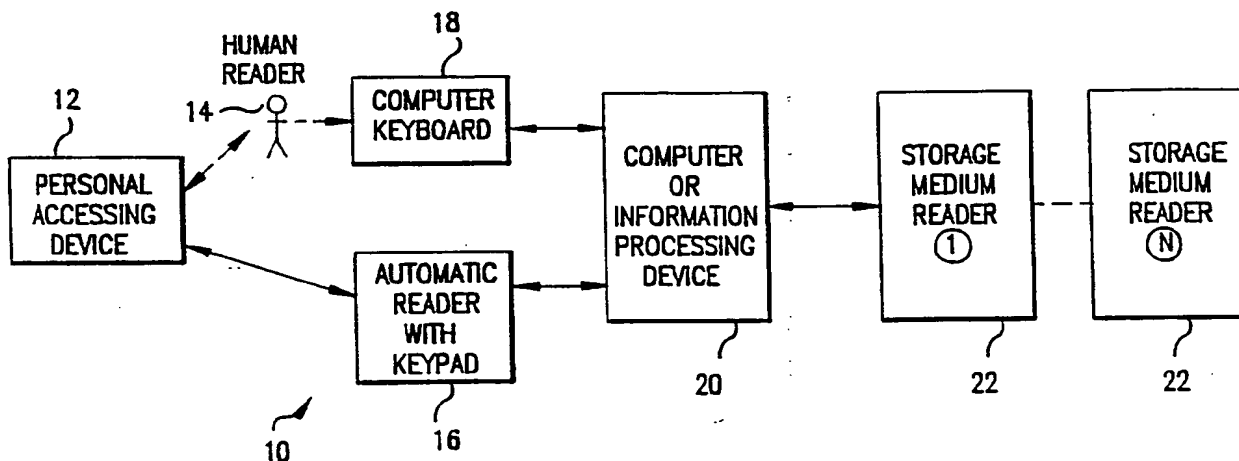 18
HUMAN
READER
14
12
COMPUTER
KEYBOARD
PERSONAL
ACCESSING
DEVICE
AUTOMATIC
READER
WITH
KEYPAD
16
10
COMPUTER
OR
INFORMATION
PROCESSING
DEVICE
20
STORAGE
MEDIUM
READER
1
22
STORAGE
MEDIUM
READER
N
22